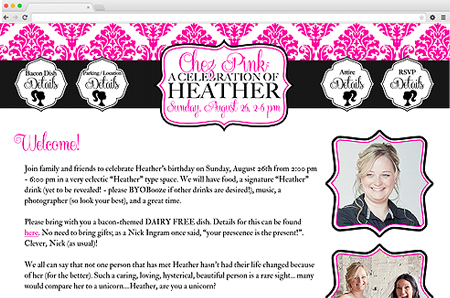 Chez Pink:
A CELEBRATION OF
HEATHER
Sunday, August 26, 2-6 pm
Bacon Dish
Details
Parking/Location
Details
Attire
Details
RSVP
Details
Welcome!
Join family and friends to celebrate Heather's birthday on Sunday, August 26th from 2:00 pm
- 6:00 pm in a very eclectic "Heather" type space. We will have food, a signature "Heather"
drink (yet to be revealed! - please BYOBooze if other drinks are desired!), music, a
photographer (so look your best), and a great time.
Please bring with you a bacon-themed DAIRY FREE dish. Details for this can be found
here. No need to bring gifts; as a Nick Ingram once said, "your prescence is the present!".
Clever, Nick (as usual)!
We all can say that not one person that has met Heather hasn't had their life changed because
of her (for the better). Such a caring, loving, hysterical, beautiful person is a rare sight... many
would compare her to a unicorn...Heather, are you a unicorn?